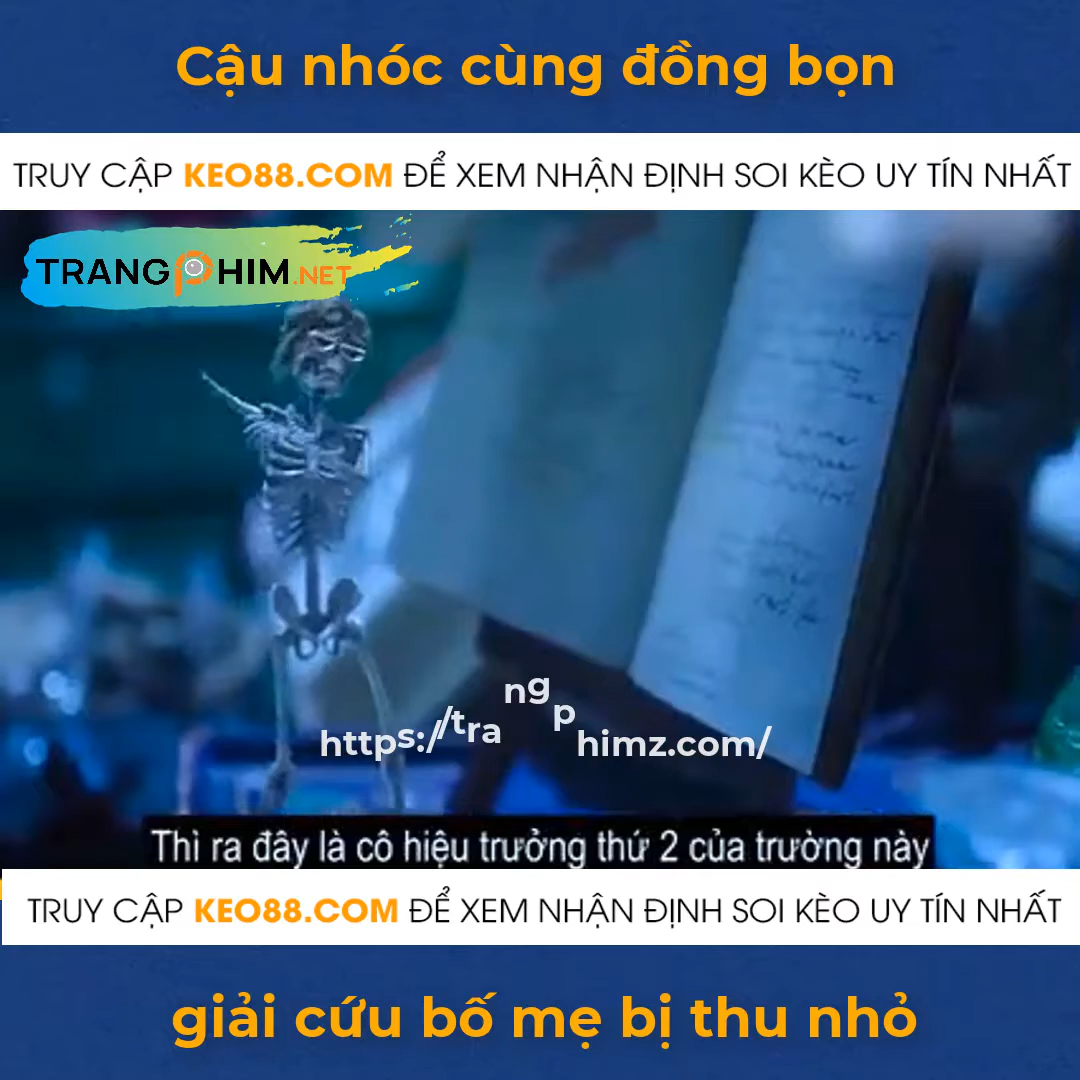 Cậu nhóc cùng đồng bọn
TRUY CẬP KEO88.COM ĐỂ XEM NHẬN ĐỊNH SOI KÈO UY TÍN NHẤT
TRANGPHIM.NET
https://trangphimz.com/
Thì ra đây là cô hiệu trưởng thứ 2 của trường này
TRUY CẬP KEO88.COM ĐỂ XEM NHẬN ĐỊNH SOI KÈO UY TÍN NHẤT
giải cứu bố mẹ bị thu nhỏ